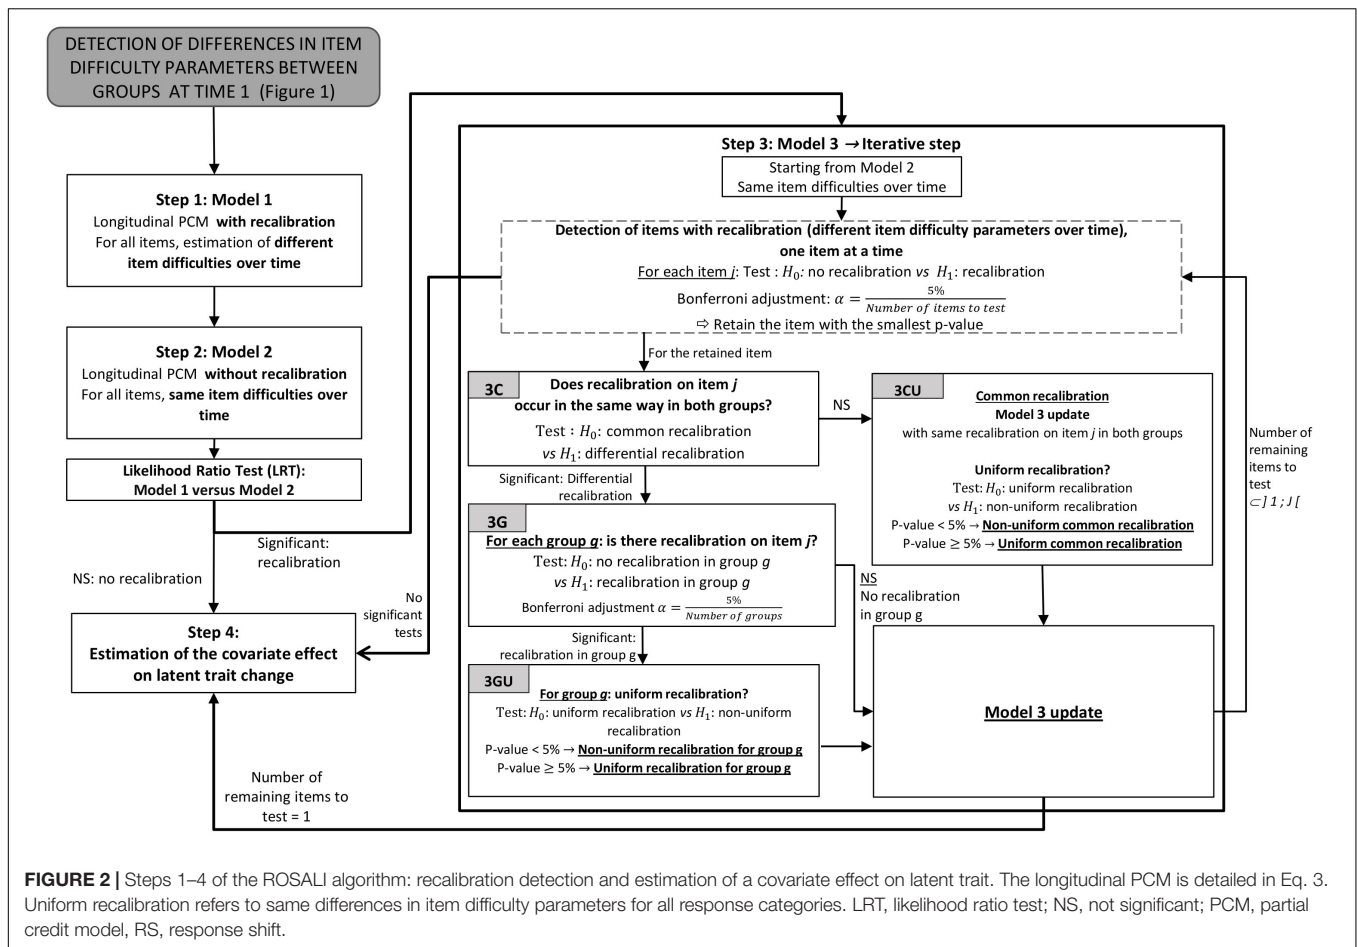 DETECTION OF DIFFERENCES IN ITEM
DIFFICULTY PARAMETERS BETWEEN
GROUPS AT TIME 1 (Figure 1)
Step 1: Model 1
Longitudinal PCM with recalibration
For all items, estimation of different
item difficulties over time
Step 2: Model 2
Longitudinal PCM without recalibration
For all items, same item difficulties over
time
Likelihood Ratio Test (LRT):
Model 1 versus Model 2
Significant:
recalibration
NS: no recalibration
Step 4:
Estimation of the covariate effect
on latent trait change
No
significant
tests
Number of
remaining items to
test = 1
Step 3: Model 3 → Iterative step
Starting from Model 2
Same item difficulties over time
Detection of items with recalibration (different item difficulty parameters over time),
one item at a time
For each item j: Test : H₀: no recalibration vs H₁: recalibration
Bonferroni adjustment: α = 5% / Number of items to test
⇨ Retain the item with the smallest p-value
For the retained item
3C
Does recalibration on item j
occur in the same way in both groups?
Test : H₀: common recalibration
vs H₁: differential recalibration
NS
3CU
Common recalibration
Model 3 update
with same recalibration on item j in both groups
Uniform recalibration?
Test: H₀: uniform recalibration
vs H₁: non-uniform recalibration
P-value < 5% → Non-uniform common recalibration
P-value ≥ 5% → Uniform common recalibration
Significant: Differential
recalibration
3G
For each group g: is there recalibration on item j?
Test: H₀: no recalibration in group g
vs H₁: recalibration in group g
Bonferroni adjustment α = 5% / Number of groups
NS
No recalibration
in group g
Significant:
recalibration in group g
3GU
For group g: uniform recalibration?
Test: H₀: uniform recalibration vs H₁: non-uniform
recalibration
P-value < 5% → Non-uniform recalibration for group g
P-value ≥ 5% → Uniform recalibration for group g
Model 3 update
Number of
remaining
items to
test
⊂] 1 ; J [
FIGURE 2 | Steps 1–4 of the ROSALI algorithm: recalibration detection and estimation of a covariate effect on latent trait. The longitudinal PCM is detailed in Eq. 3.
Uniform recalibration refers to same differences in item difficulty parameters for all response categories. LRT, likelihood ratio test; NS, not significant; PCM, partial
credit model, RS, response shift.